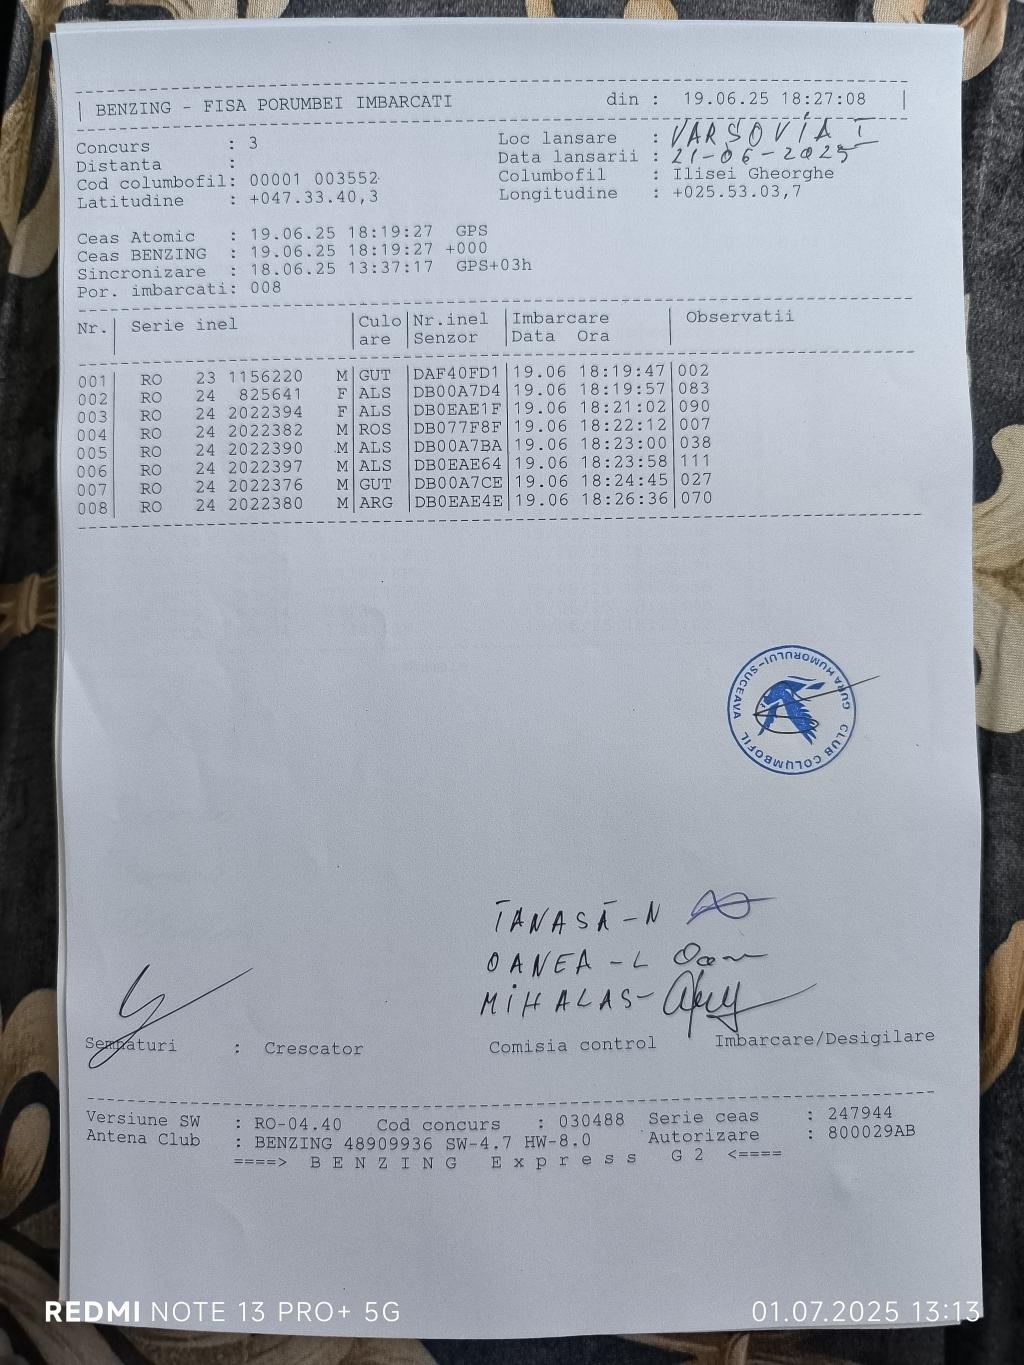 BENZING - FISA PORUMBEI IMBARCATI din : 19.06.25 18:27:08
Concurs : 3 Loc lansare : VARSOVIA I
Distanta : Data lansarii : 21-06-2025
Cod columbofil: 00001 003552 Columbofil : Ilisei Gheorghe
Latitudine : +047.33.40,3 Longitudine : +025.53.03,7
Ceas Atomic : 19.06.25 18:19:27 GPS
Ceas BENZING : 19.06.25 18:19:27 +000
Sincronizare : 18.06.25 13:37:17 GPS+03h
Por. imbarcati: 008
Nr. Serie inel Culo Nr.inel Imbarcare Observatii
are Senzor Data Ora
001 RO 23 1156220 M GUT DAF40FD1 19.06 18:19:47 002
002 RO 24 825641 F ALS DB00A7D4 19.06 18:19:57 083
003 RO 24 2022394 F ALS DB0EAE1F 19.06 18:21:02 090
004 RO 24 2022382 M ROS DB077F8F 19.06 18:22:12 007
005 RO 24 2022390 M ALS DB00A7BA 19.06 18:23:00 038
006 RO 24 2022397 M ALS DB0EAE64 19.06 18:23:58 111
007 RO 24 2022376 M GUT DB00A7CE 19.06 18:24:45 027
008 RO 24 2022380 M ARG DB0EAE4E 19.06 18:26:36 070
CLUB COLUMBOFIL GURA HUMORULUI-SUCEAVA
TANASĂ-N
OANEA-L
MIHALAS-
Semnaturi : Crescator Comisia control Imbarcare/Desigilare
Versiune SW : RO-04.40 Cod concurs : 030488 Serie ceas : 247944
Antena Club : BENZING 48909936 SW-4.7 HW-8.0 Autorizare : 800029AB
====> B E N Z I N G E x p r e s s G 2 <====
REDMI NOTE 13 PRO+ 5G 01.07.2025 13:13